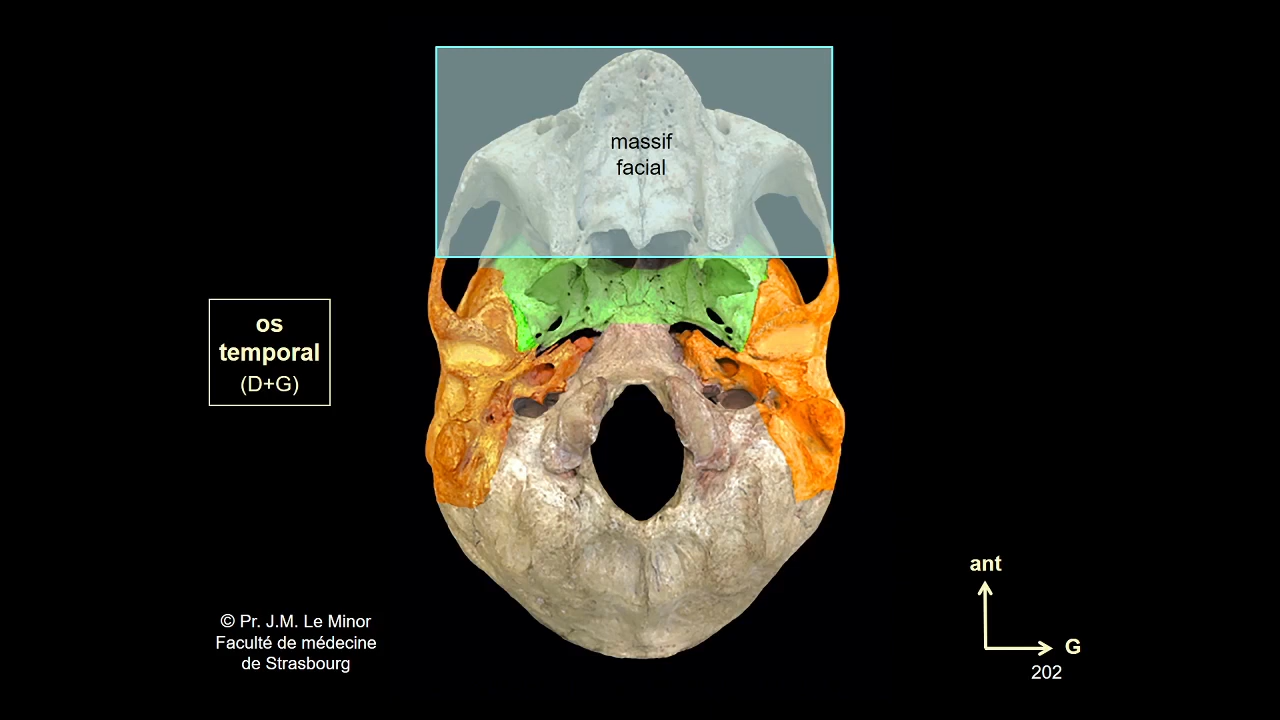 massif
facial
os
temporal
(D+G)
ant
G
202
© Pr. J.M. Le Minor
Faculté de médecine
de Strasbourg